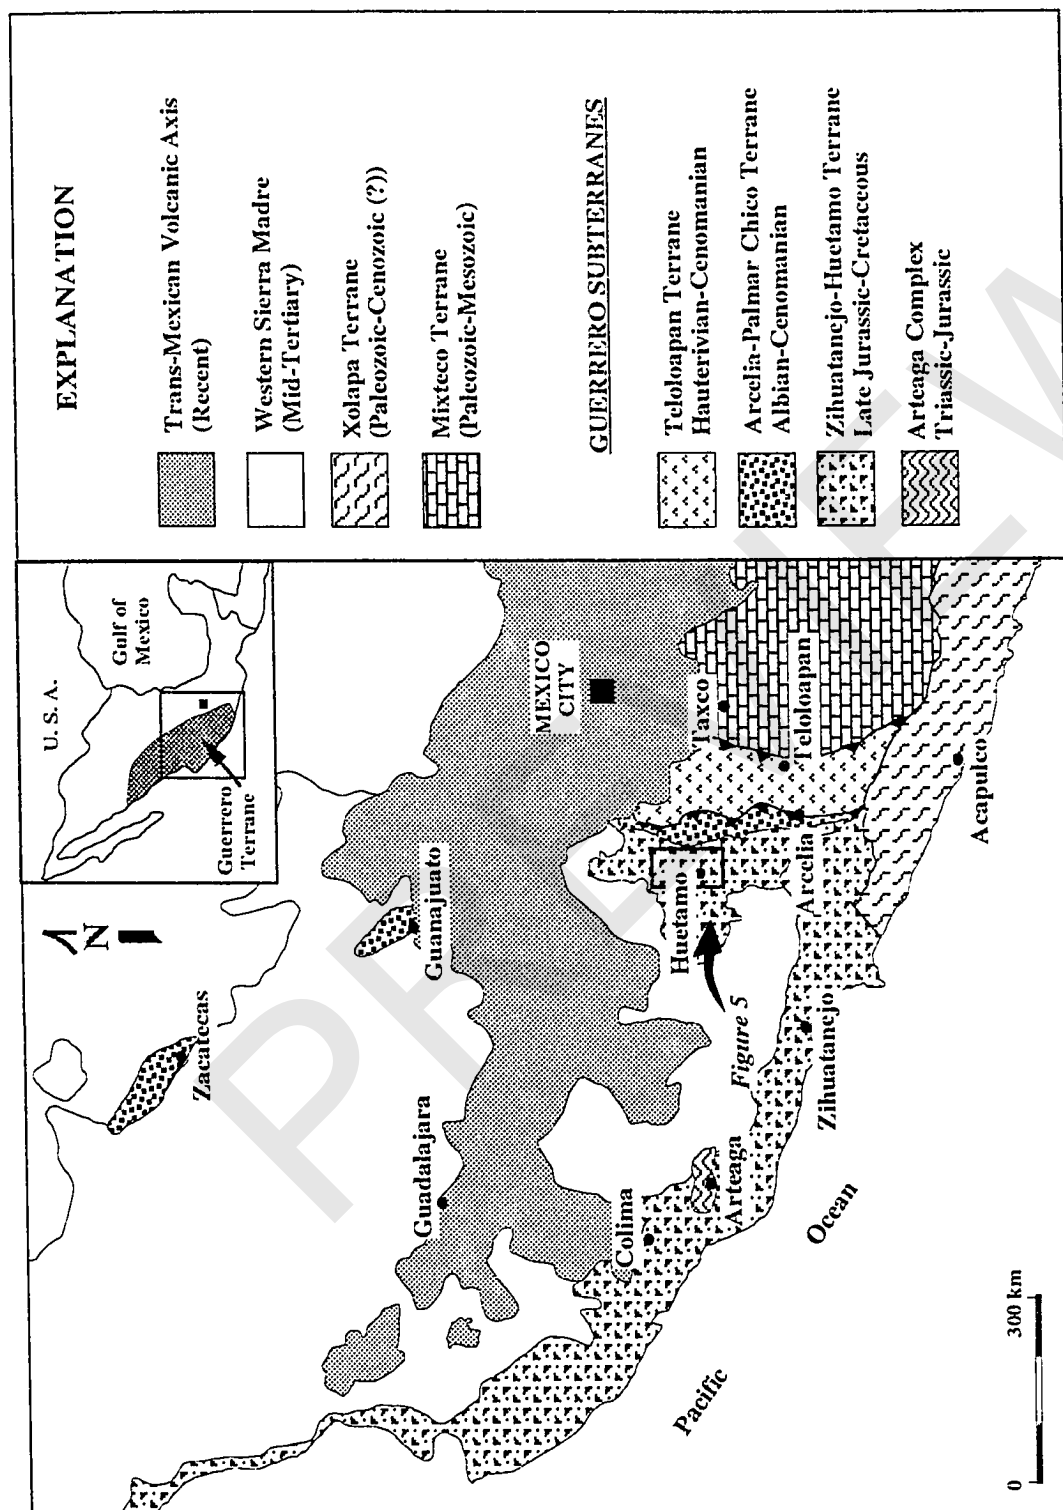 EXPLANATION
Trans-Mexican Volcanic Axis
(Recent)
Western Sierra Madre
(Mid-Tertiary)
Xolapa Terrane
(Paleozoic-Cenozoic (?))
Mixteco Terrane
(Paleozoic-Mesozoic)
GUERRERO SUBTERRANES
Teloloapan Terrane
Hauterivian-Cenomanian
Arcelia-Palmar Chico Terrane
Albian-Cenomanian
Zihuatanejo-Huetamo Terrane
Late Jurassic-Cretaceous
Arteaga Complex
Triassic-Jurassic
U. S. A.
Gulf of
Mexico
Guerrero
Terrane
N
Zacatecas
Guanajuato
Guadalajara
MEXICO
CITY
Colima
Huetamo
Taxco
Teloloapan
Arteaga
Figure 5
Arcelia
Zihuatanejo
Acapulco
Pacific
Ocean
0
300 km
PREVIEW